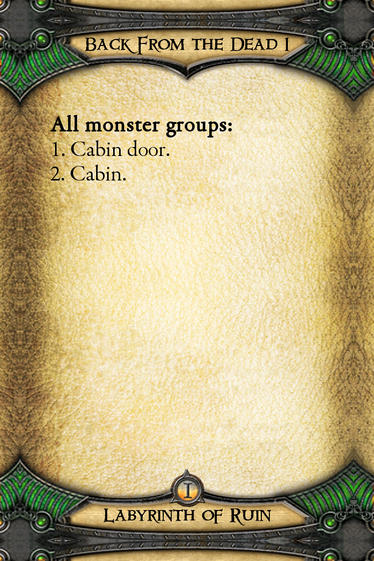 Back From the Dead I
All monster groups:
1. Cabin door.
2. Cabin.
I
Labyrinth of Ruin